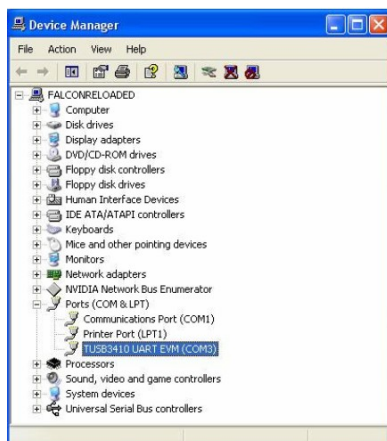 Device Manager
File Action View Help
FALCONRELOADED
Computer
Disk drives
Display adapters
DVD/CD-ROM drives
Floppy disk controllers
Floppy disk drives
Human Interface Devices
IDE ATA/ATAPI controllers
Keyboards
Mice and other pointing devices
Monitors
Network adapters
NVIDIA Network Bus Enumerator
Ports (COM & LPT)
Communications Port (COM1)
Printer Port (LPT1)
TUSB3410 UART EVM (COM3)
Processors
Sound, video and game controllers
System devices
Universal Serial Bus controllers